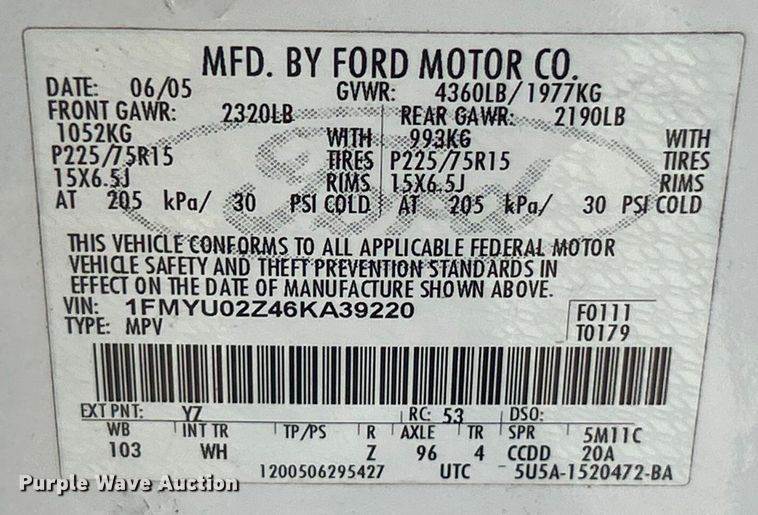 MFD. BY FORD MOTOR CO.
DATE: 06/05 GVWR: 4360LB/1977KG
FRONT GAWR: 2320LB REAR GAWR: 2190LB
1052KG WITH 993KG WITH
P225/75R15 TIRES P225/75R15 TIRES
15X6.5J RIMS 15X6.5J RIMS
AT 205 kPa/ 30 PSI COLD AT 205 kPa/ 30 PSI COLD
Ford
THIS VEHICLE CONFORMS TO ALL APPLICABLE FEDERAL MOTOR
VEHICLE SAFETY AND THEFT PREVENTION STANDARDS IN
EFFECT ON THE DATE OF MANUFACTURE SHOWN ABOVE.
VIN: 1FMYU02Z46KA39220 F0111
TYPE: MPV T0179
EXT PNT: YZ RC: 53 DSO:
WB INT TR TP/PS R AXLE TR SPR 5M11C
103 WH Z 96 4 CCDD 20A
1200506295427 UTC 5U5A-1520472-BA
Purple Wave Auction